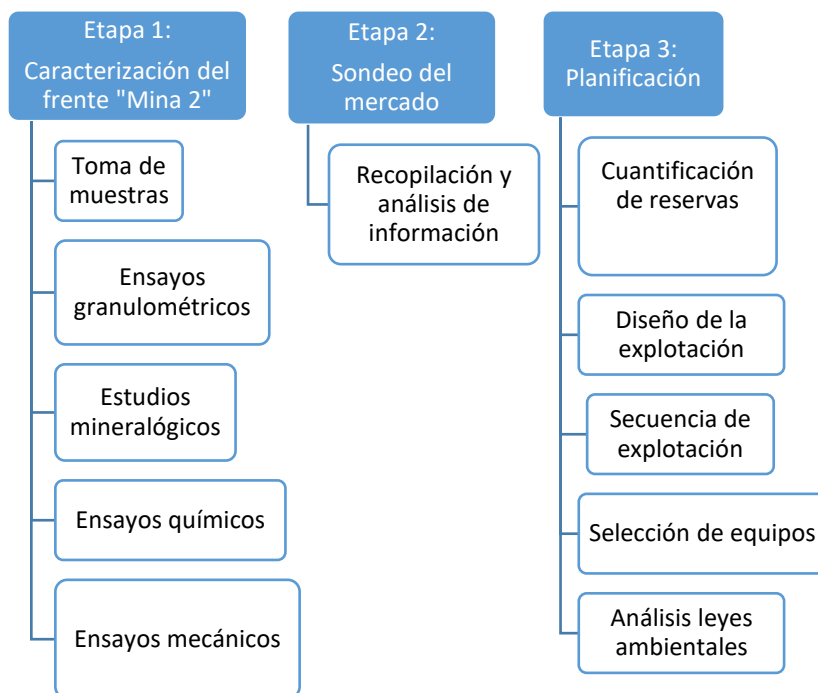 Etapa 1:
Caracterización del
frente "Mina 2"
Toma de
muestras
Ensayos
granulométricos
Estudios
mineralógicos
Ensayos químicos
Ensayos mecánicos
Etapa 2:
Sondeo del
mercado
Recopilación y
análisis de
información
Etapa 3:
Planificación
Cuantificación
de reservas
Diseño de la
explotación
Secuencia de
explotación
Selección de equipos
Análisis leyes
ambientales